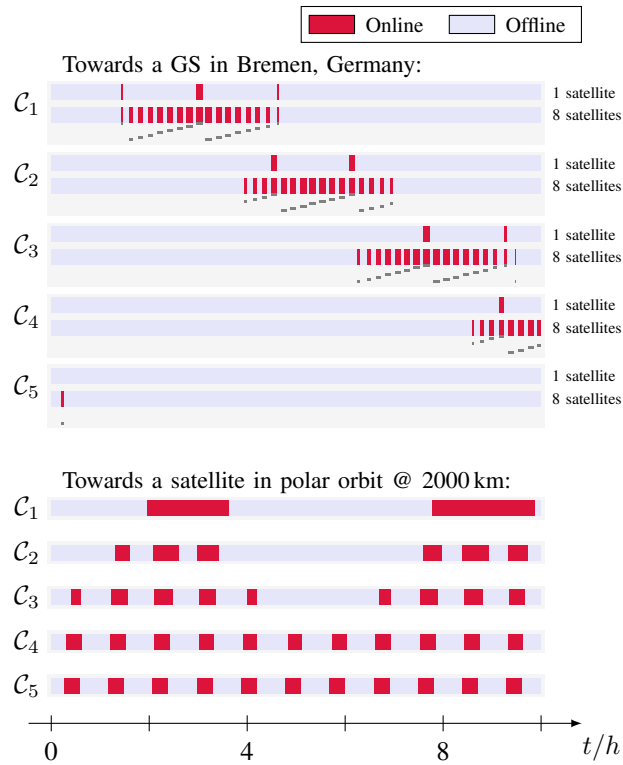 Online Offline
Towards a GS in Bremen, Germany:
C1 1 satellite
8 satellites
C2 1 satellite
8 satellites
C3 1 satellite
8 satellites
C4 1 satellite
8 satellites
C5 1 satellite
8 satellites
Towards a satellite in polar orbit @ 2000 km:
C1
C2
C3
C4
C5
0 4 8 t/h